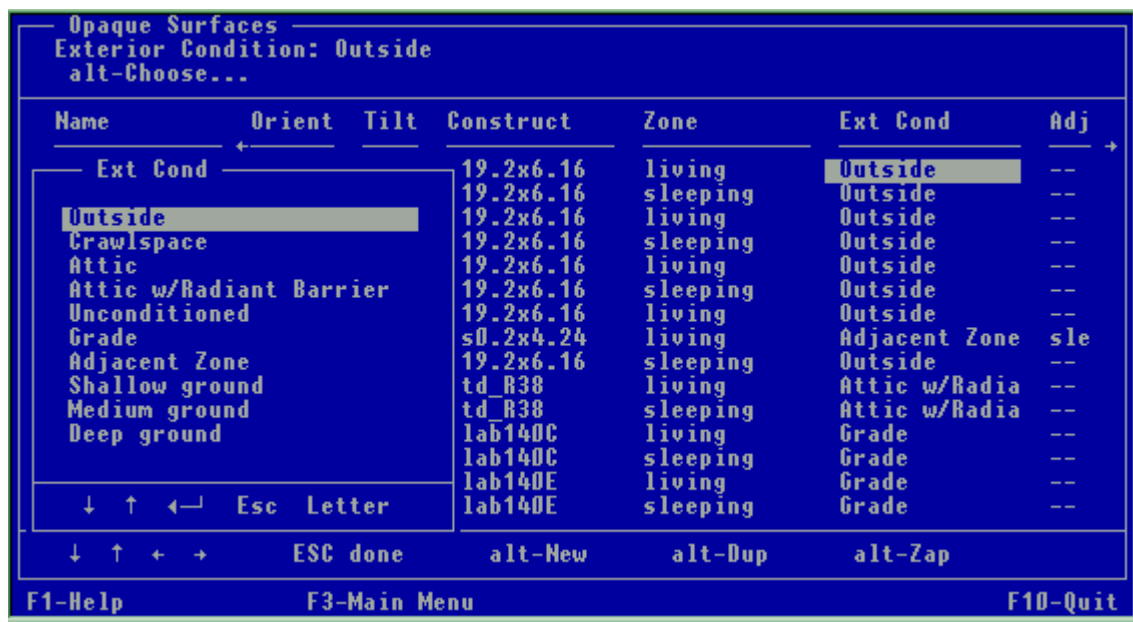 Opaque Surfaces
Exterior Condition: Outside
alt-Choose...
Name Orient Tilt Construct Zone Ext Cond Adj
← →
Ext Cond 19.2x6.16 living Outside --
19.2x6.16 sleeping Outside --
Outside 19.2x6.16 living Outside --
Crawlspace 19.2x6.16 sleeping Outside --
Attic 19.2x6.16 living Outside --
Attic w/Radiant Barrier 19.2x6.16 sleeping Outside --
Unconditioned 19.2x6.16 living Outside --
Grade s0.2x4.24 living Adjacent Zone sle
Adjacent Zone 19.2x6.16 sleeping Outside --
Shallow ground td_R38 living Attic w/Radia --
Medium ground td_R38 sleeping Attic w/Radia --
Deep ground lab140C living Grade --
lab140C sleeping Grade --
lab140E living Grade --
↓ ↑ ←┘ Esc Letter lab140E sleeping Grade --
↓ ↑ ← → ESC done alt-New alt-Dup alt-Zap
F1-Help F3-Main Menu F10-Quit